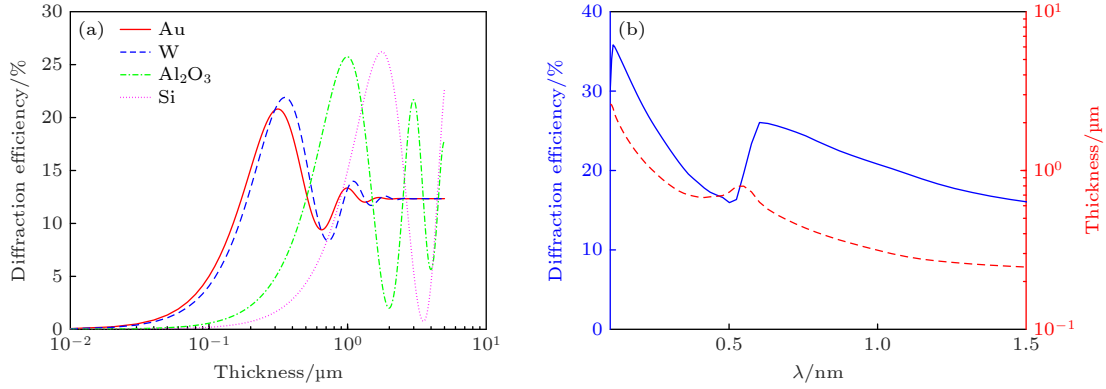 (a)
Au
W
Al₂O₃
Si
30
25
20
15
10
5
0
Diffraction efficiency/%
10⁻² 10⁻¹ 10⁰ 10¹
Thickness/μm
(b)
40
30
20
10
0
Diffraction efficiency/%
0.5 1.0 1.5
λ/nm
10¹
10⁰
10⁻¹
Thickness/μm